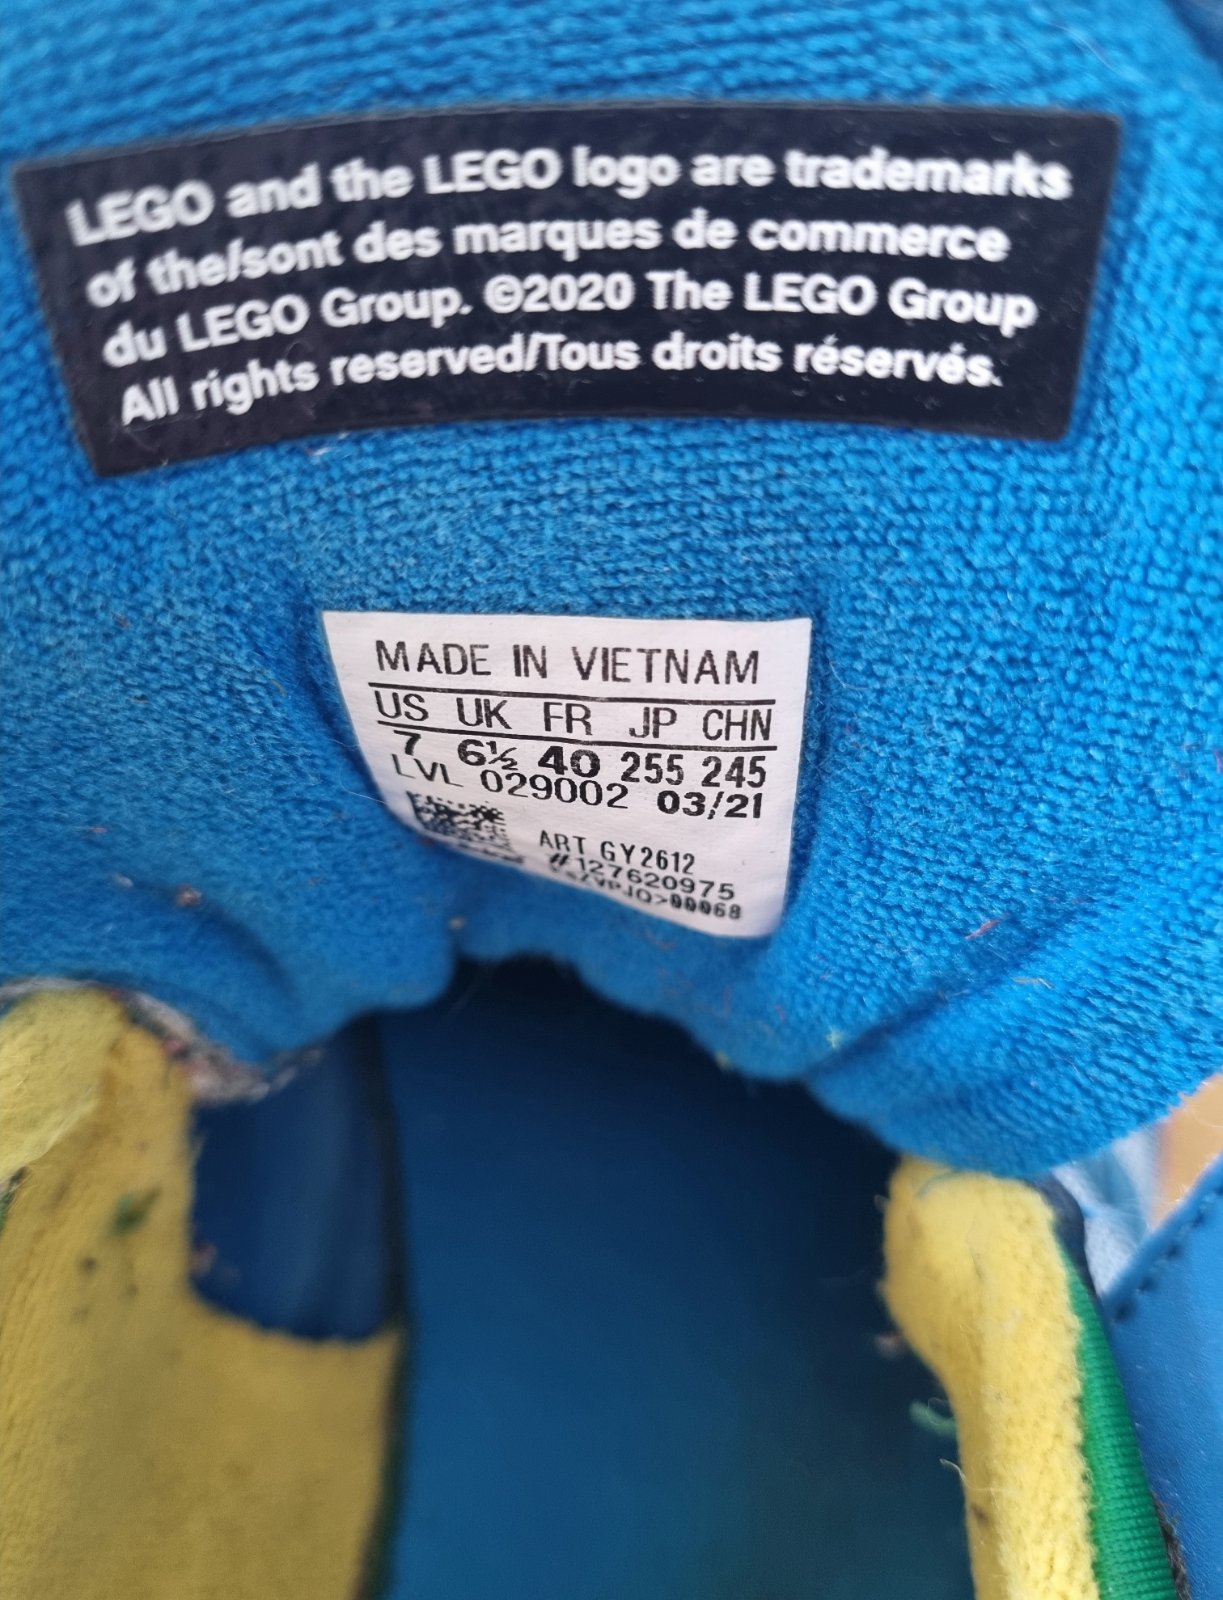 LEGO and the LEGO logo are trademarks
of the/sont des marques de commerce
du LEGO Group. ©2020 The LEGO Group
All rights reserved/Tous droits réservés.
MADE IN VIETNAM
US UK FR JP CHN
7 6½ 40 255 245
LVL 029002 03/21
ART GY2612
#127620975